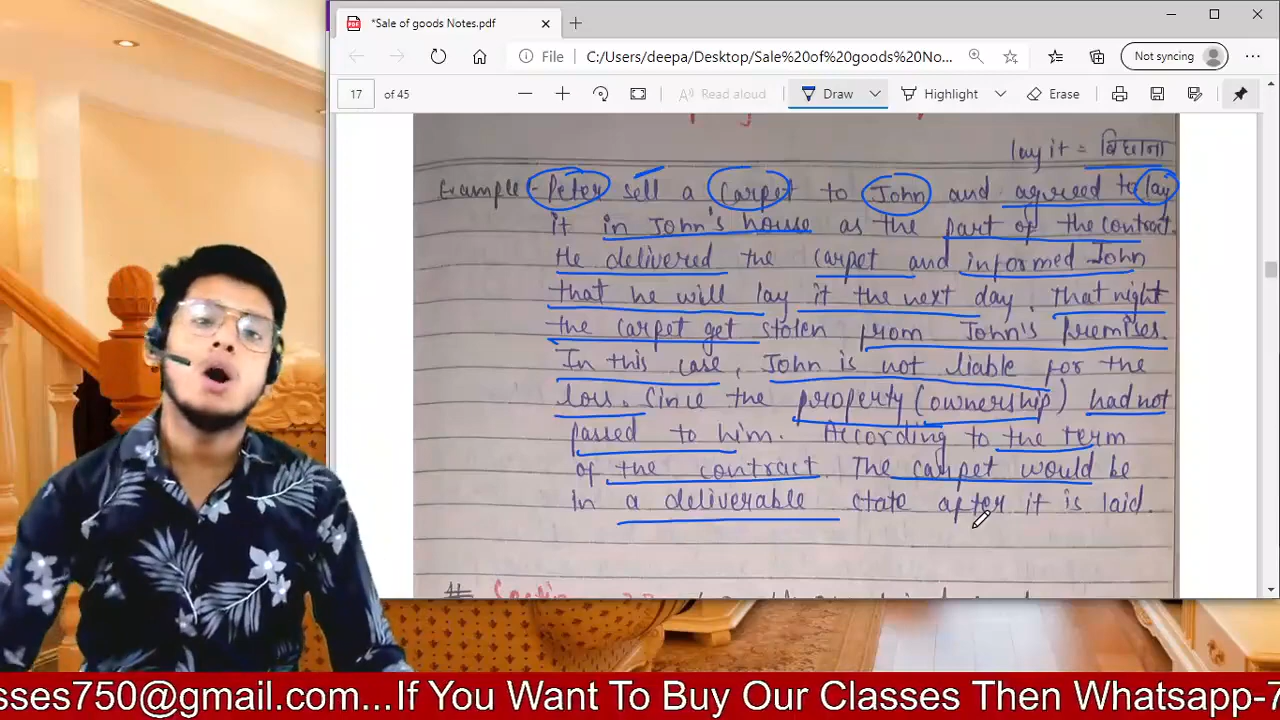 *Sale of goods Notes.pdf
File
C:/Users/deepa/Desktop/Sale%20of%20goods%20No...
Not syncing
17 of 45
Read aloud
Draw
Highlight
Erase
lay it = बिछाना
Example - Peter sell a Carpet to John and agreed to lay
it in John's house as the part of the contract.
He delivered the carpet and informed John
that he will lay it the next day. That night
the carpet get stolen from John's premises.
In this case, John is not liable for the
loss. Cince the property (ownership) had not
passed to him. According to the term
of the contract. The carpet would be
in a deliverable state after it is laid.
asses750@gmail.com...If You Want To Buy Our Classes Then Whatsapp-7